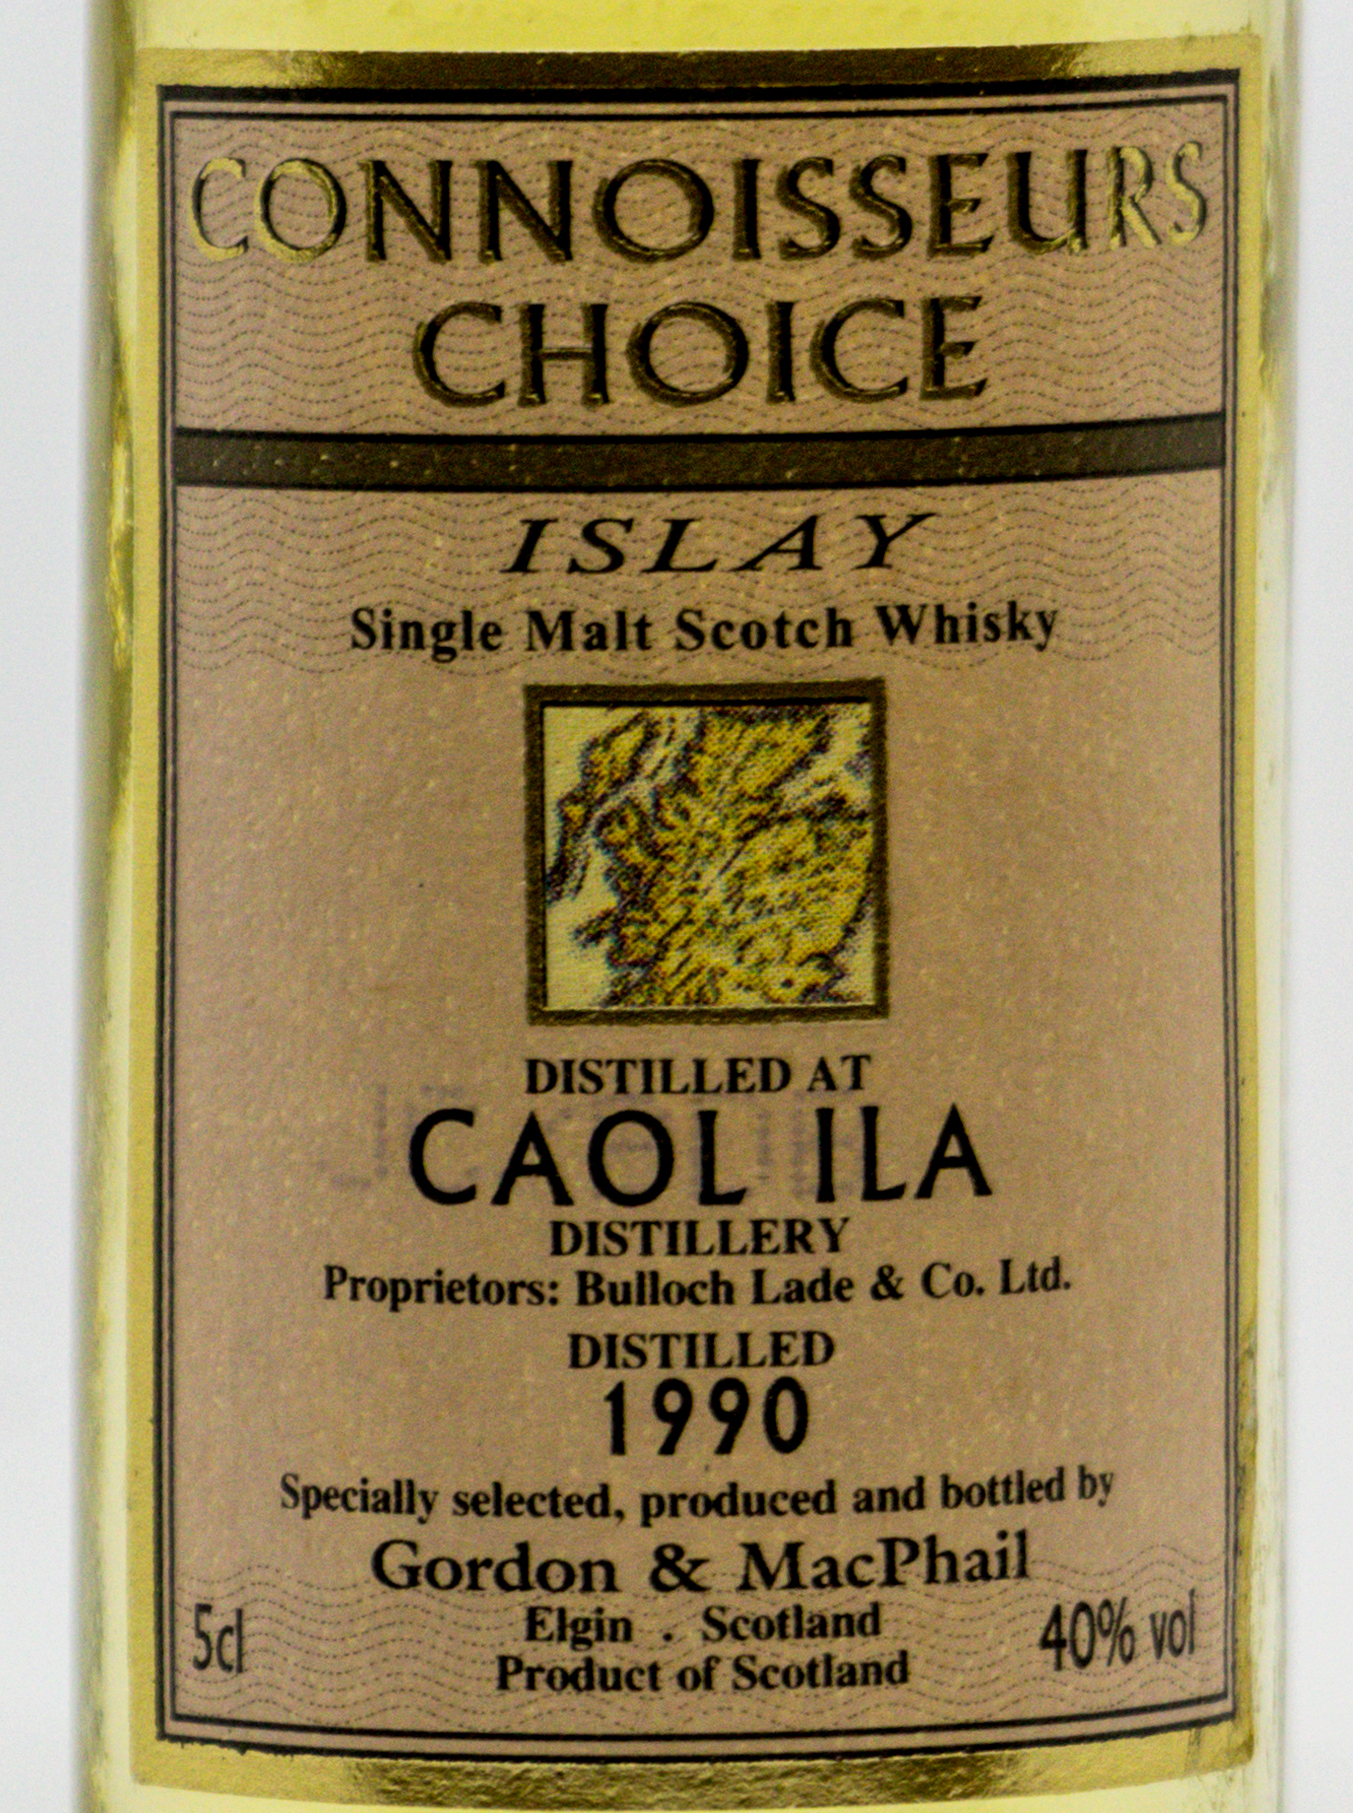 CONNOISSEURS
CHOICE
ISLAY
Single Malt Scotch Whisky
DISTILLED AT
CAOL ILA
DISTILLERY
Proprietors: Bulloch Lade & Co. Ltd.
DISTILLED
1990
Specially selected, produced and bottled by
Gordon & MacPhail
Elgin . Scotland
Product of Scotland
5cl
40% vol